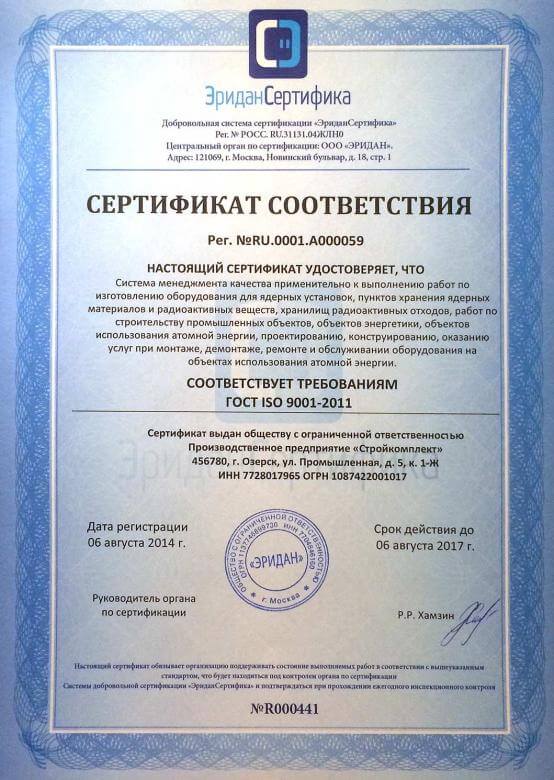 ЭриданСертифика
Добровольная система сертификации «ЭриданСертифика»
Рег. № РОСС. RU.31131.04ЖЛН0
Центральный орган по сертификации: ООО «ЭРИДАН».
Адрес: 121069, г. Москва, Новинский бульвар, д. 18, стр. 1
СЕРТИФИКАТ СООТВЕТСТВИЯ
Рег. №RU.0001.А000059
НАСТОЯЩИЙ СЕРТИФИКАТ УДОСТОВЕРЯЕТ, ЧТО
Система менеджмента качества применительно к выполнению работ по
изготовлению оборудования для ядерных установок, пунктов хранения ядерных
материалов и радиоактивных веществ, хранилищ радиоактивных отходов, работ по
строительству промышленных объектов, объектов энергетики, объектов
использования атомной энергии, проектированию, конструированию, оказанию
услуг при монтаже, демонтаже, ремонте и обслуживании оборудования на
объектах использования атомной энергии.
СООТВЕТСТВУЕТ ТРЕБОВАНИЯМ
ГОСТ ISO 9001-2011
Сертификат выдан обществу с ограниченной ответственностью
Производственное предприятие «Стройкомплект»
456780, г. Озерск, ул. Промышленная, д. 5, к. 1-Ж
ИНН 7728017965 ОГРН 1087422001017
Дата регистрации
06 августа 2014 г.
Срок действия до
06 августа 2017 г.
ОБЩЕСТВО С ОГРАНИЧЕННОЙ ОТВЕТСТВЕННОСТЬЮ
ОГРН 1137746899730 ИНН 7704846160
«ЭРИДАН»
г. Москва
Руководитель органа
по сертификации
Р.Р. Хамзин
Настоящий сертификат обязывает организацию поддерживать состояние выполняемых работ в соответствии с вышеуказанным
стандартом, что будет находиться под контролем органа по сертификации
Системы добровольной сертификации «ЭриданСертифика» и подтверждаться при прохождении ежегодного инспекционного контроля
№R000441